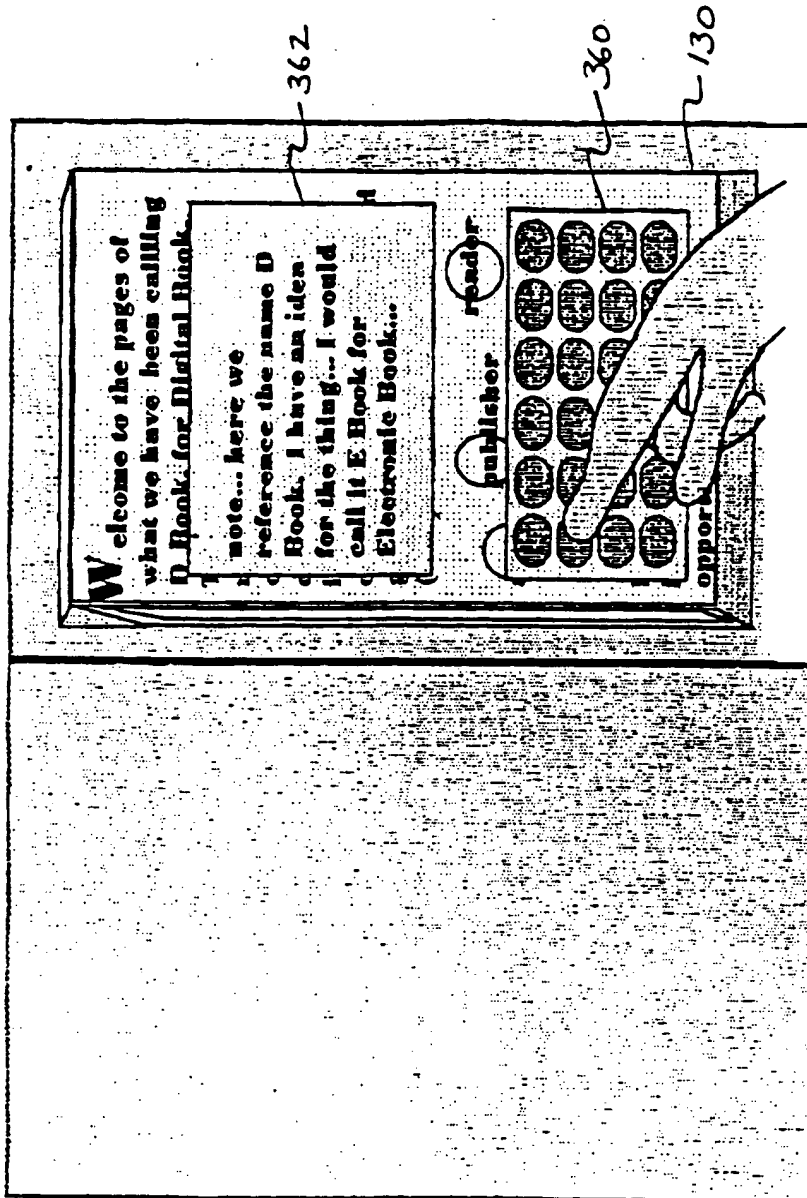 Welcome to the pages of
what we have been callling
D Book, for Digital Book.
note... here we
reference the name D
Book. I have an idea
for the thing... I would
call it E Book for
Electronic Book...
publisher
reader
opport
362
360
130